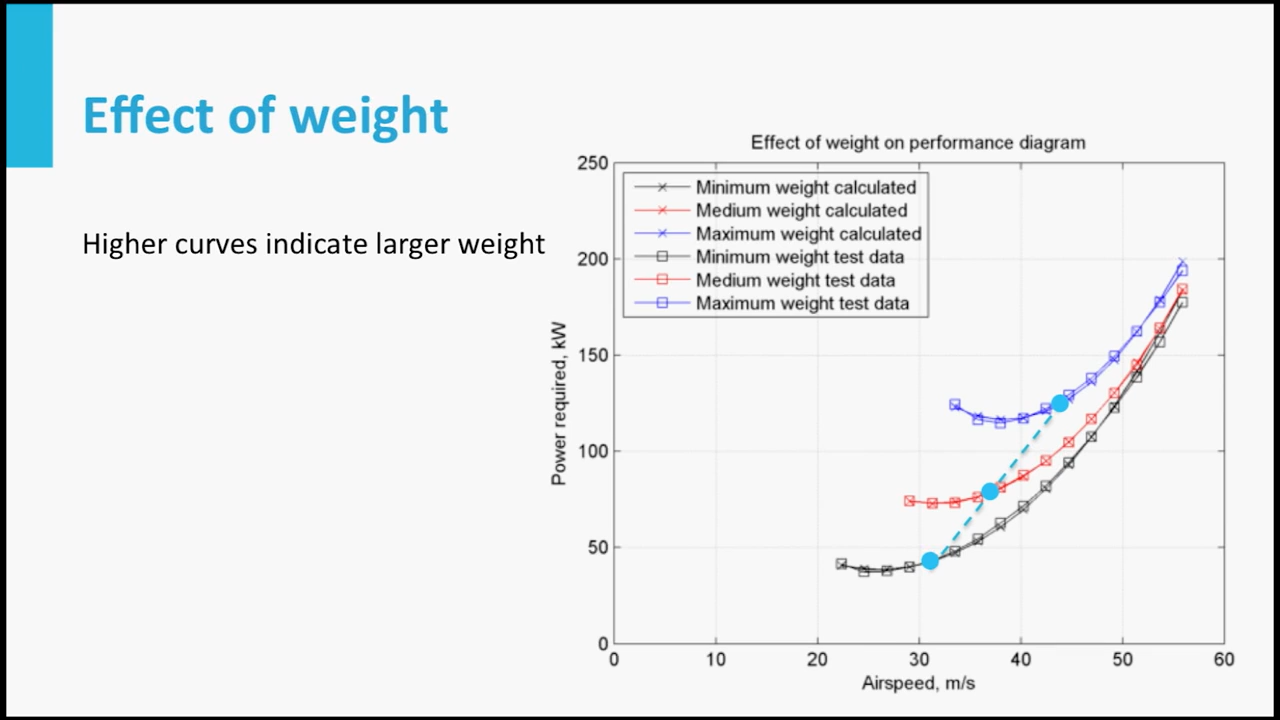 Effect of weight
Higher curves indicate larger weight
Effect of weight on performance diagram
Minimum weight calculated
Medium weight calculated
Maximum weight calculated
Minimum weight test data
Medium weight test data
Maximum weight test data
Power required, kW
250
200
150
100
50
0
0 10 20 30 40 50 60
Airspeed, m/s